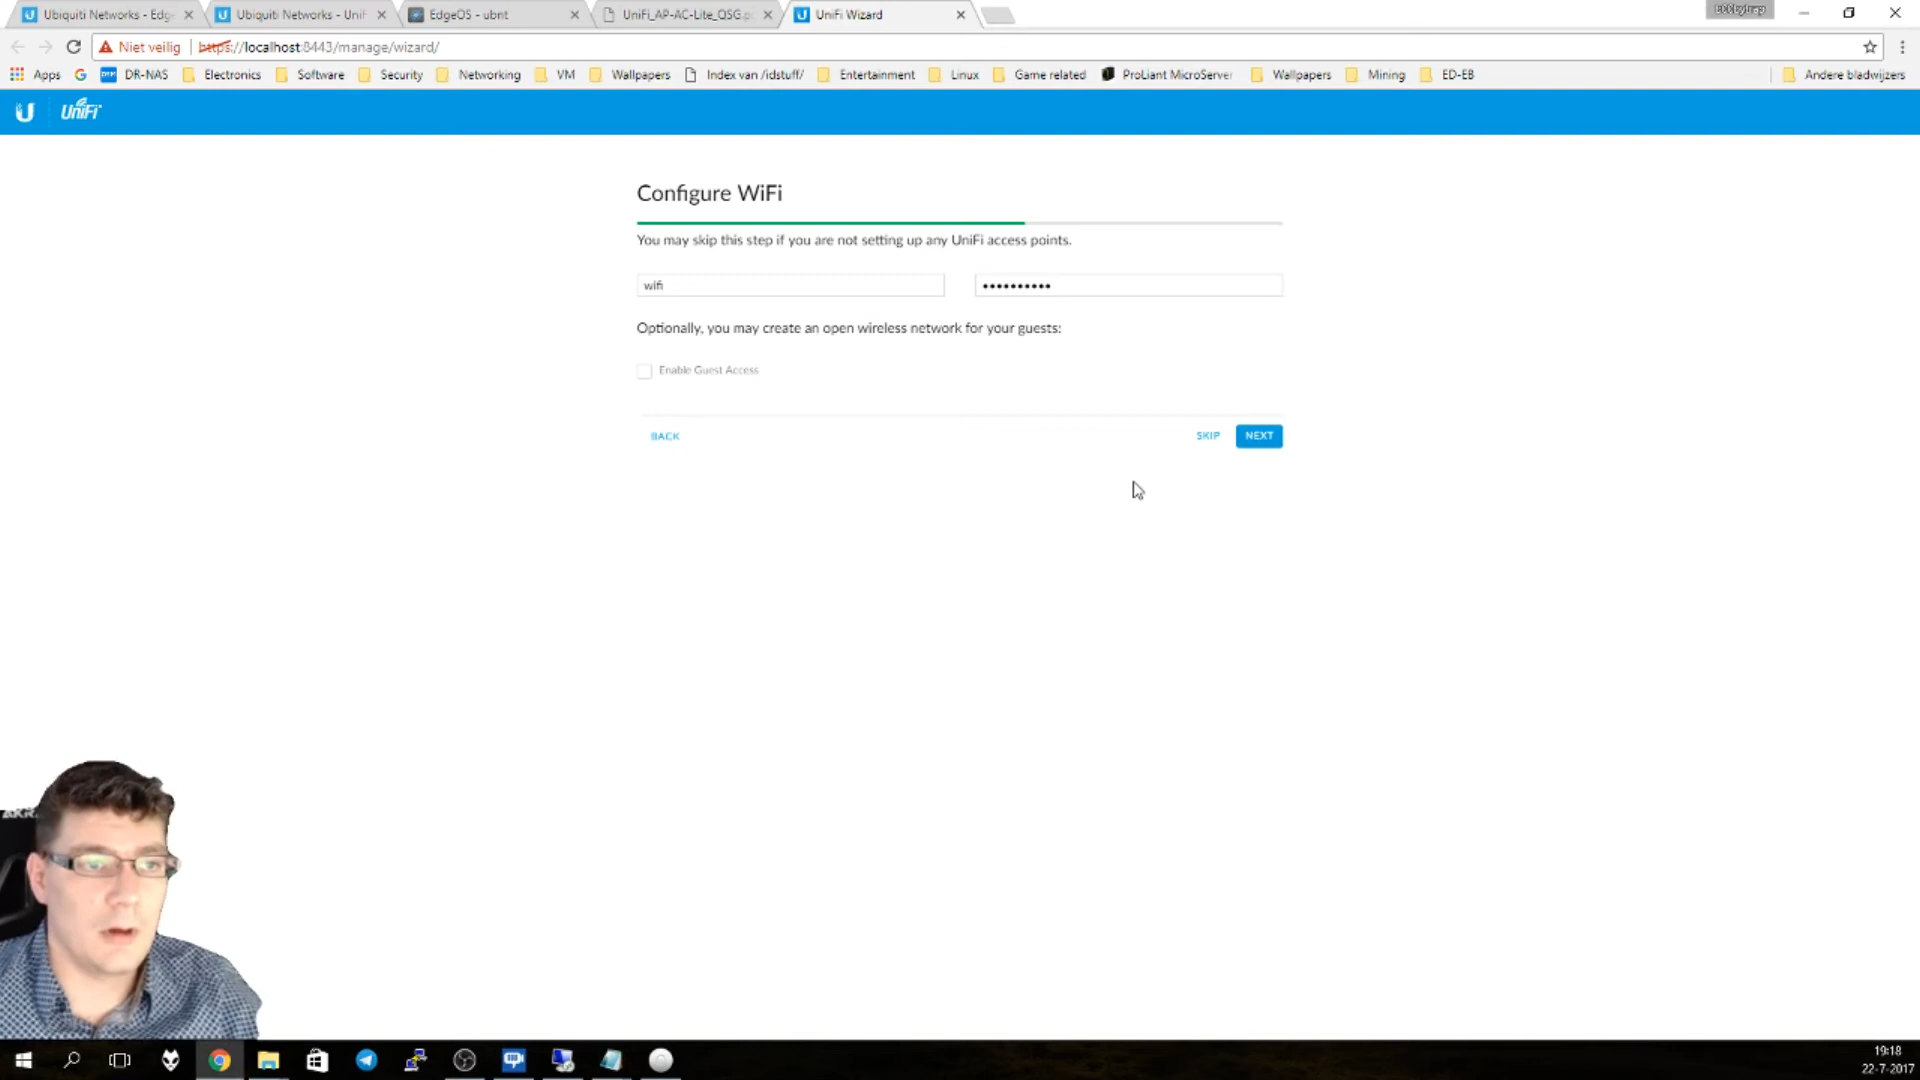 Ubiquiti Networks - Edge
Ubiquiti Networks - Unif
EdgeOS - ubnt
UniFi_AP-AC-Lite_QSG.p
UniFi Wizard
Niet veilig
https://localhost:8443/manage/wizard/
Apps
DR-NAS
Electronics
Software
Security
Networking
VM
Wallpapers
Index van /idstuff/
Entertainment
Linux
Game related
ProLiant MicroServer
Wallpapers
Mining
ED-EB
Andere bladwijzers
UniFi
Configure WiFi
You may skip this step if you are not setting up any UniFi access points.
wifi
••••••••••
Optionally, you may create an open wireless network for your guests:
Enable Guest Access
BACK
SKIP
NEXT
19:18
22-7-2017